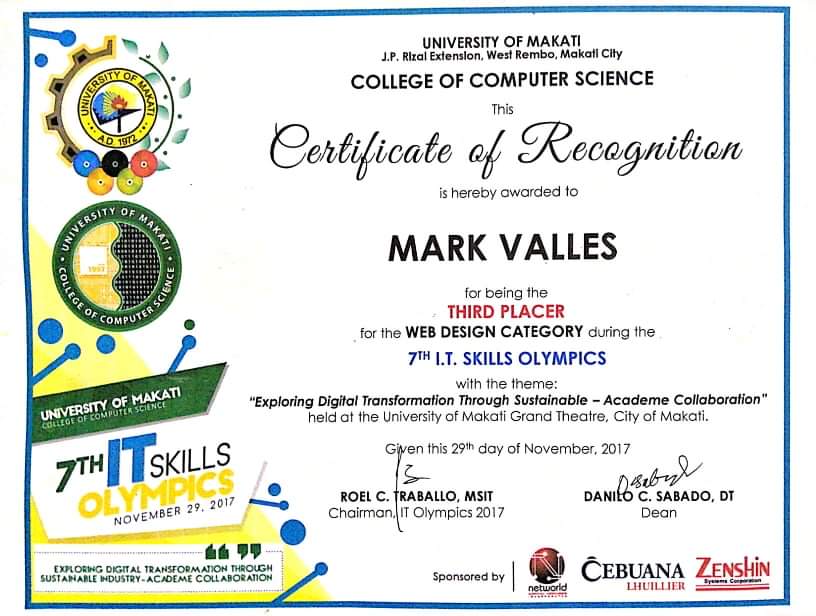 UNIVERSITY OF MAKATI
J.P. Rizal Extension, West Rembo, Makati City
COLLEGE OF COMPUTER SCIENCE
This
Certificate of Recognition
is hereby awarded to
MARK VALLES
for being the
THIRD PLACER
for the WEB DESIGN CATEGORY during the
7TH I.T. SKILLS OLYMPICS
with the theme:
"Exploring Digital Transformation Through Sustainable – Academe Collaboration"
held at the University of Makati Grand Theatre, City of Makati.
Given this 29th day of November, 2017
ROEL C. TRABALLO, MSIT
Chairman, IT Olympics 2017
DANILO C. SABADO, DT
Dean
Sponsored by
networld
CEBUANA
LHUILLIER
ZENSHIN
Systems Corporation
UNIVERSITY OF MAKATI
A.D. 1972
UNIVERSITY OF MAKATI
COLLEGE OF COMPUTER SCIENCE
UNIVERSITY OF MAKATI
COLLEGE OF COMPUTER SCIENCE
7TH IT SKILLS
OLYMPICS
NOVEMBER 29, 2017
EXPLORING DIGITAL TRANSFORMATION THROUGH
SUSTAINABLE INDUSTRY-ACADEME COLLABORATION